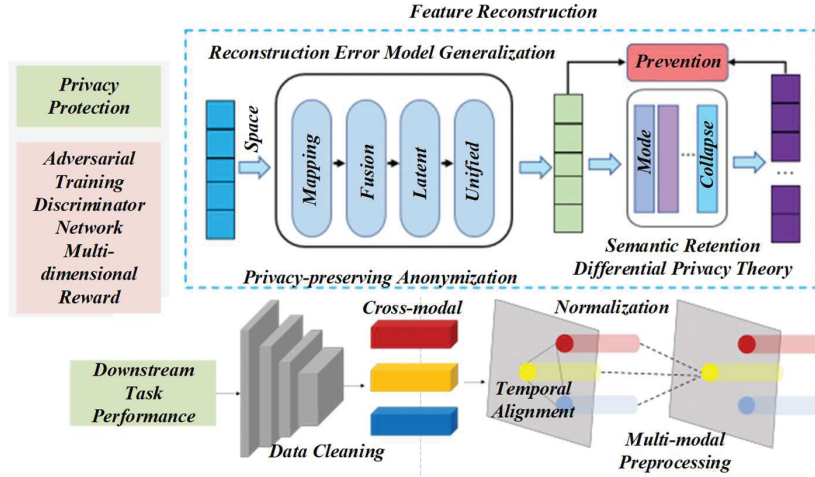 Feature Reconstruction
Reconstruction Error Model Generalization
Prevention
Privacy
Protection
Space
Mapping
Fusion
Latent
Unified
Mode
...
Collapse
...
Adversarial
Training
Discriminator
Network
Multi-
dimensional
Reward
Semantic Retention
Differential Privacy Theory
Privacy-preserving Anonymization
Cross-modal
Normalization
Downstream
Task
Performance
Temporal
Alignment
Data Cleaning
Multi-modal
Preprocessing